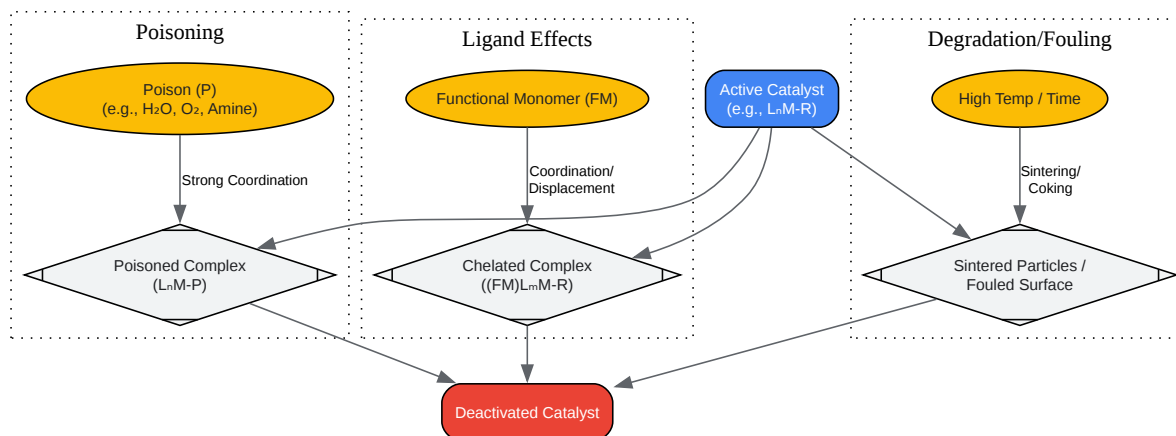 Poisoning
Poison (P)
(e.g., H₂O, O₂, Amine)
Strong Coordination
Poisoned Complex
(LₙM-P)
Ligand Effects
Functional Monomer (FM)
Coordination/
Displacement
Chelated Complex
((FM)LₘM-R)
Active Catalyst
(e.g., LₙM-R)
Degradation/Fouling
High Temp / Time
Sintering/
Coking
Sintered Particles /
Fouled Surface
Deactivated Catalyst